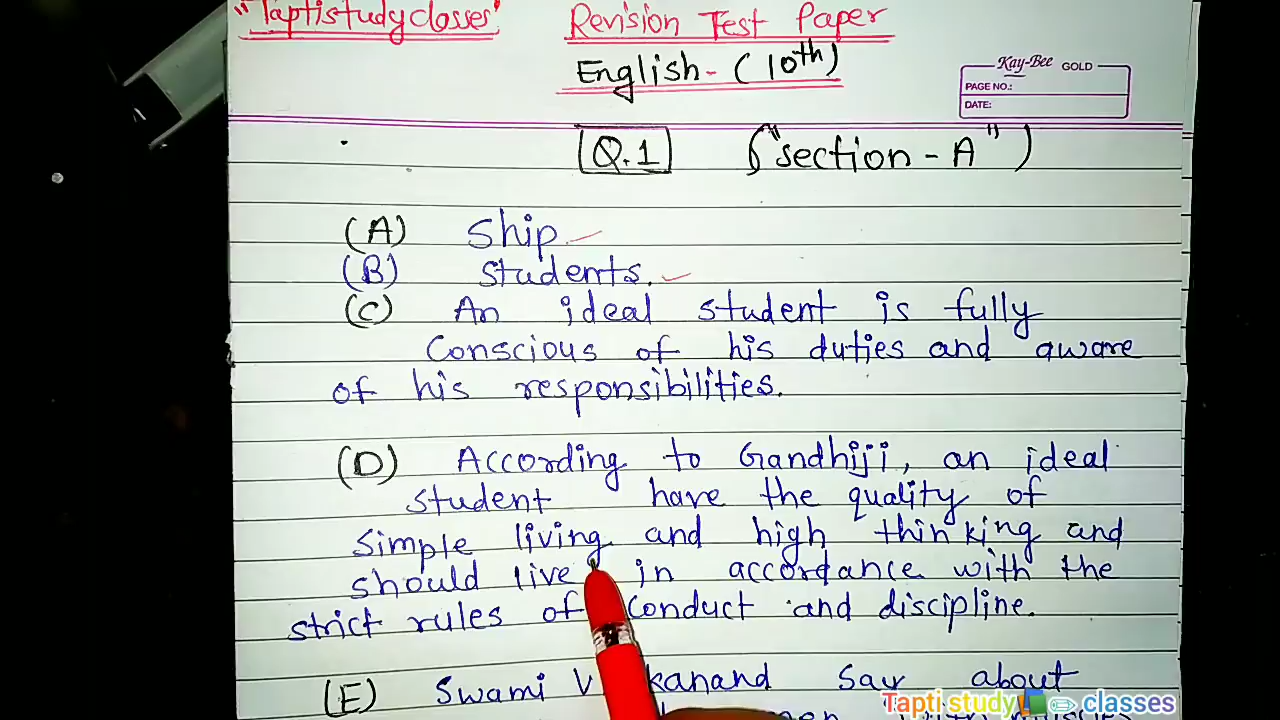 "Taptistudyclasses" Revision Test Paper
English - (10th)
Kay-Bee GOLD
PAGE NO.:
DATE:
Q.1 ("section - A")
(A) Ship
(B) students.
(C) An ideal student is fully
Conscious of his duties and aware
of his responsibilities.
(D) According to Gandhiji, an ideal
student have the quality of
simple living and high thinking and
should live in accordance with the
strict rules of conduct and discipline.
(E) Swami say about
Tapti study classes